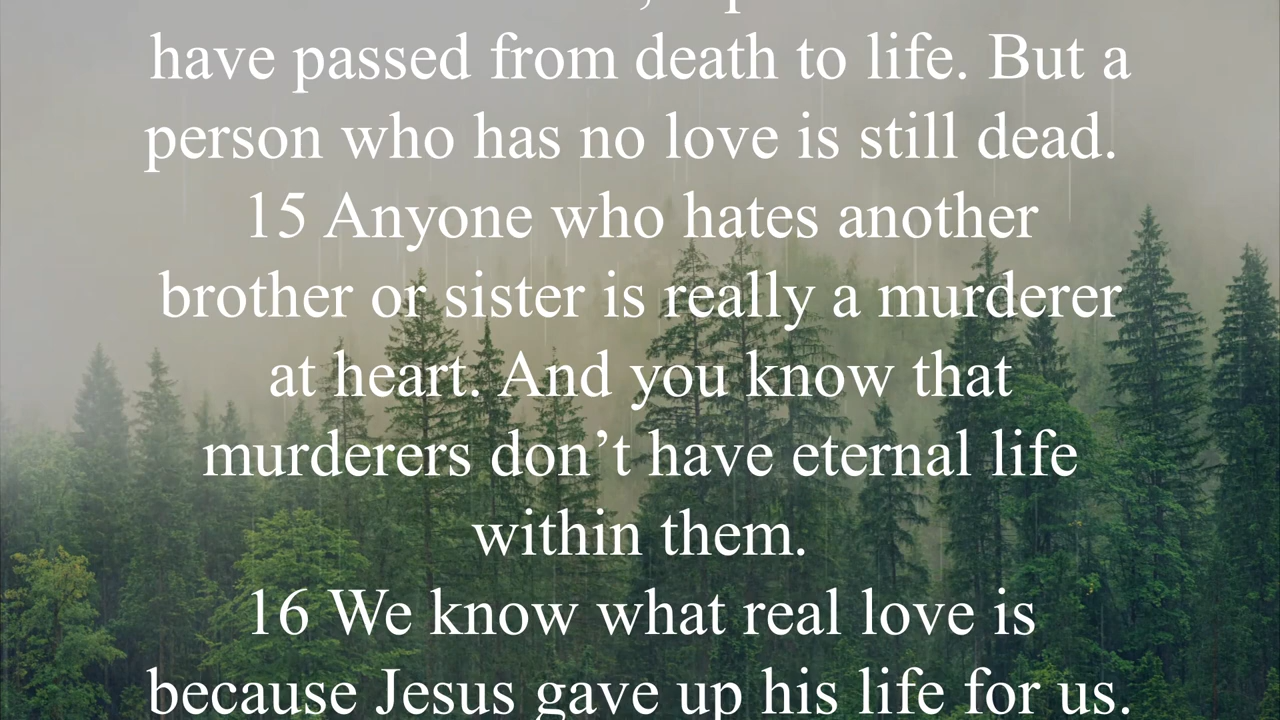 have passed from death to life. But a
person who has no love is still dead.
15 Anyone who hates another
brother or sister is really a murderer
at heart. And you know that
murderers don’t have eternal life
within them.
16 We know what real love is
because Jesus gave up his life for us.